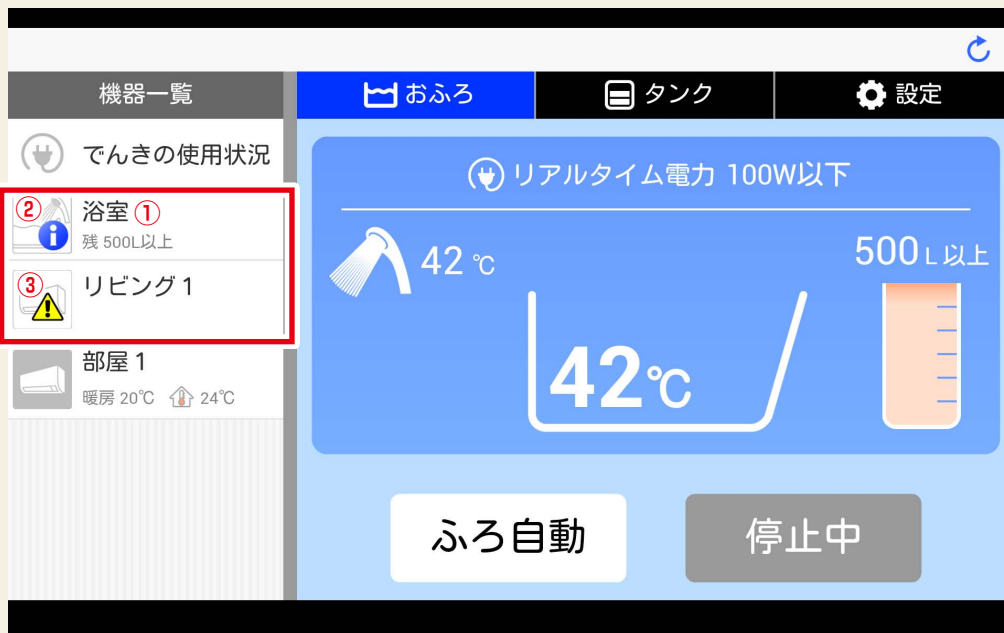 機器一覧
おふろ
タンク
設定
でんきの使用状況
② 浴室 ①
残 500L以上
③ リビング 1
部屋 1
暖房 20℃ 24℃
リアルタイム電力 100W以下
42 ℃
500 L 以上
42℃
ふろ自動
停止中